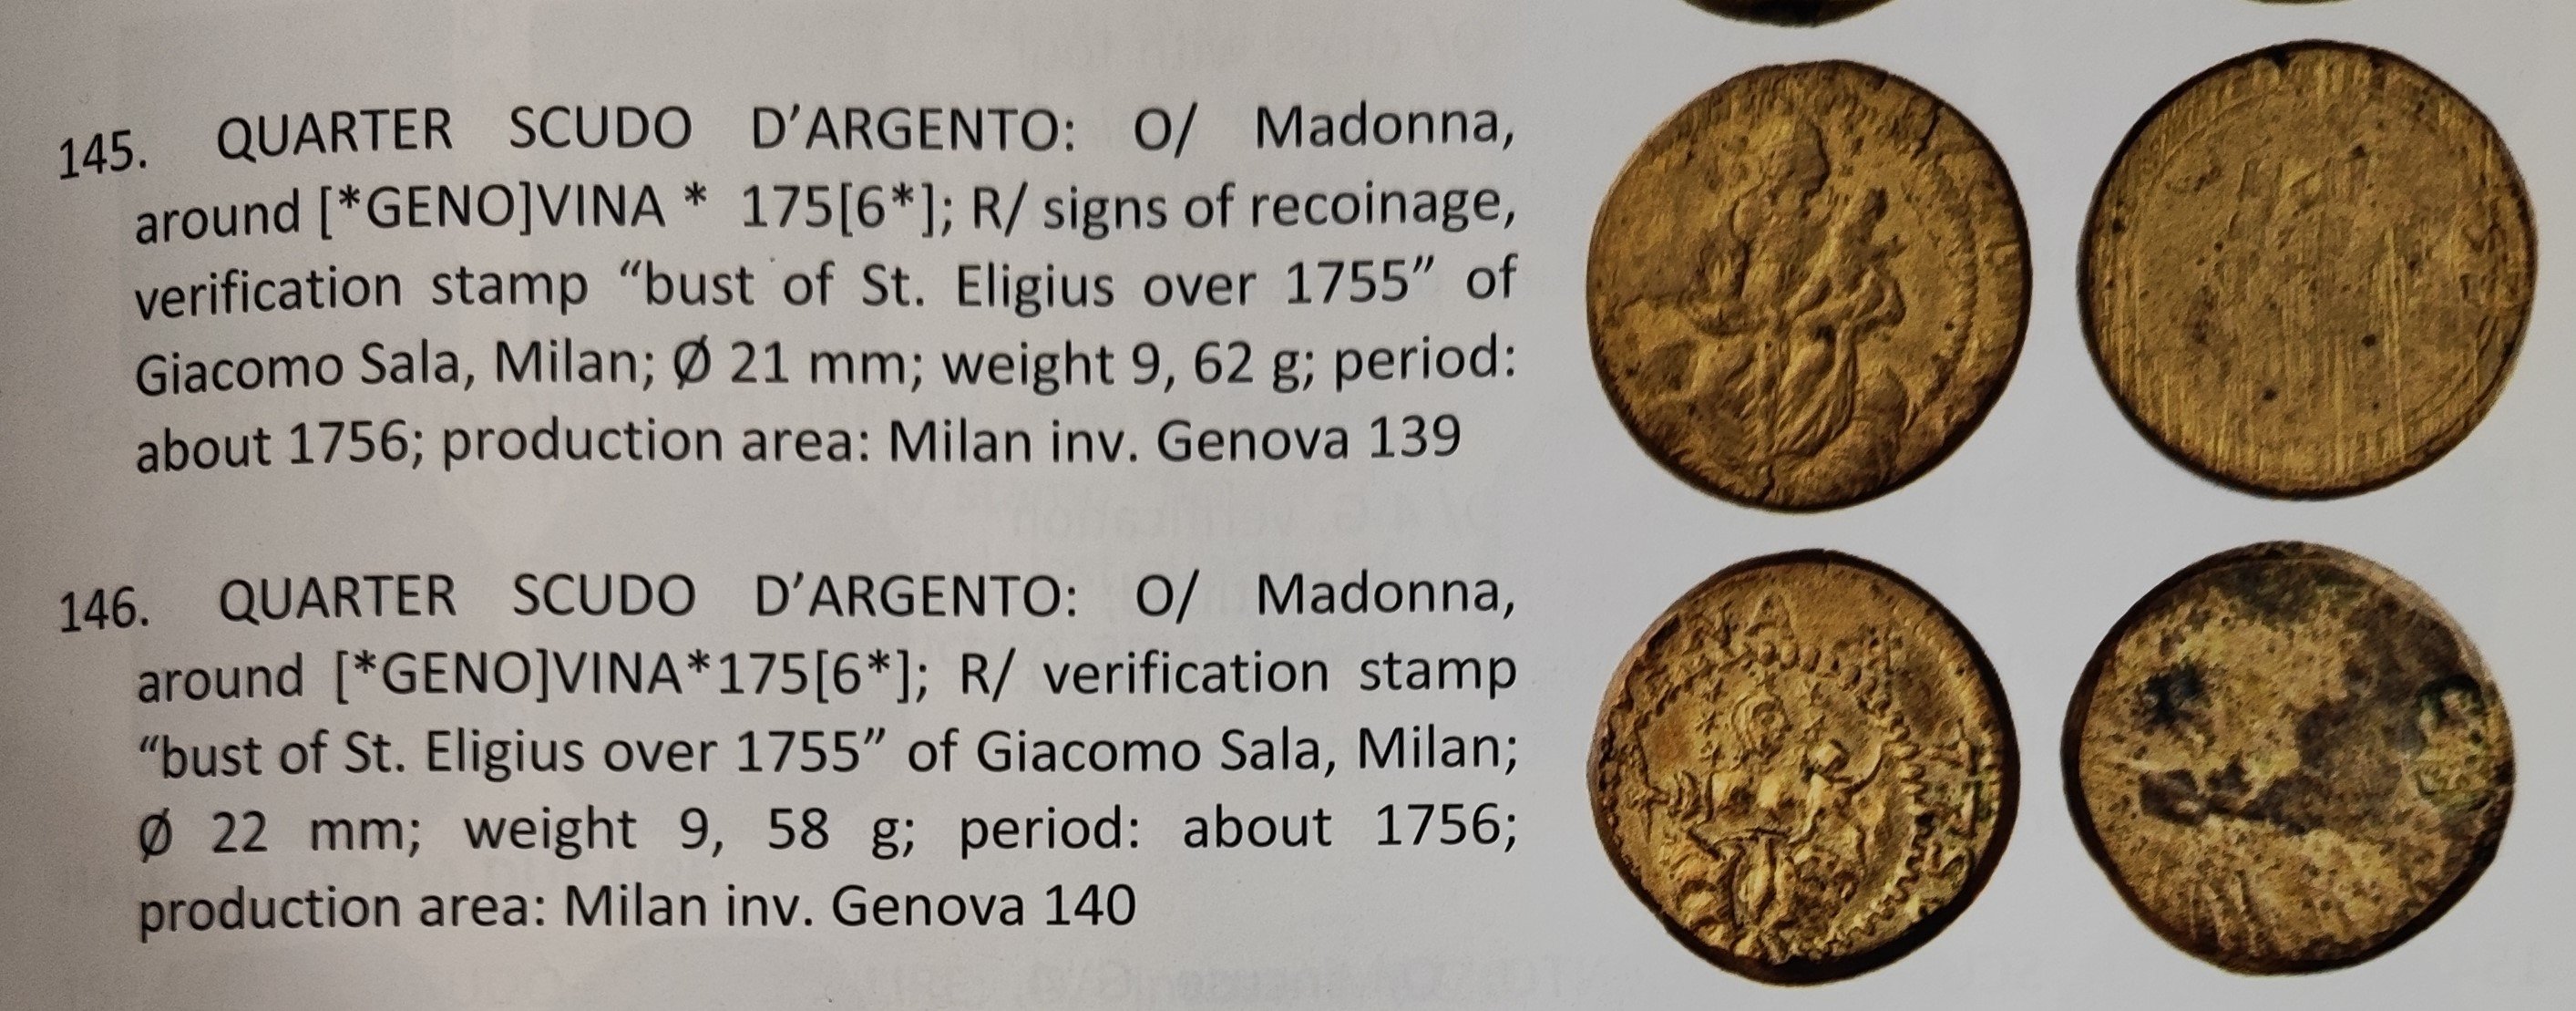 145. QUARTER SCUDO D’ARGENTO: O/ Madonna,
around [*GENO]VINA * 175[6*]; R/ signs of recoinage,
verification stamp “bust of St. Eligius over 1755” of
Giacomo Sala, Milan; Ø 21 mm; weight 9, 62 g; period:
about 1756; production area: Milan inv. Genova 139
146. QUARTER SCUDO D’ARGENTO: O/ Madonna,
around [*GENO]VINA*175[6*]; R/ verification stamp
“bust of St. Eligius over 1755” of Giacomo Sala, Milan;
Ø 22 mm; weight 9, 58 g; period: about 1756;
production area: Milan inv. Genova 140